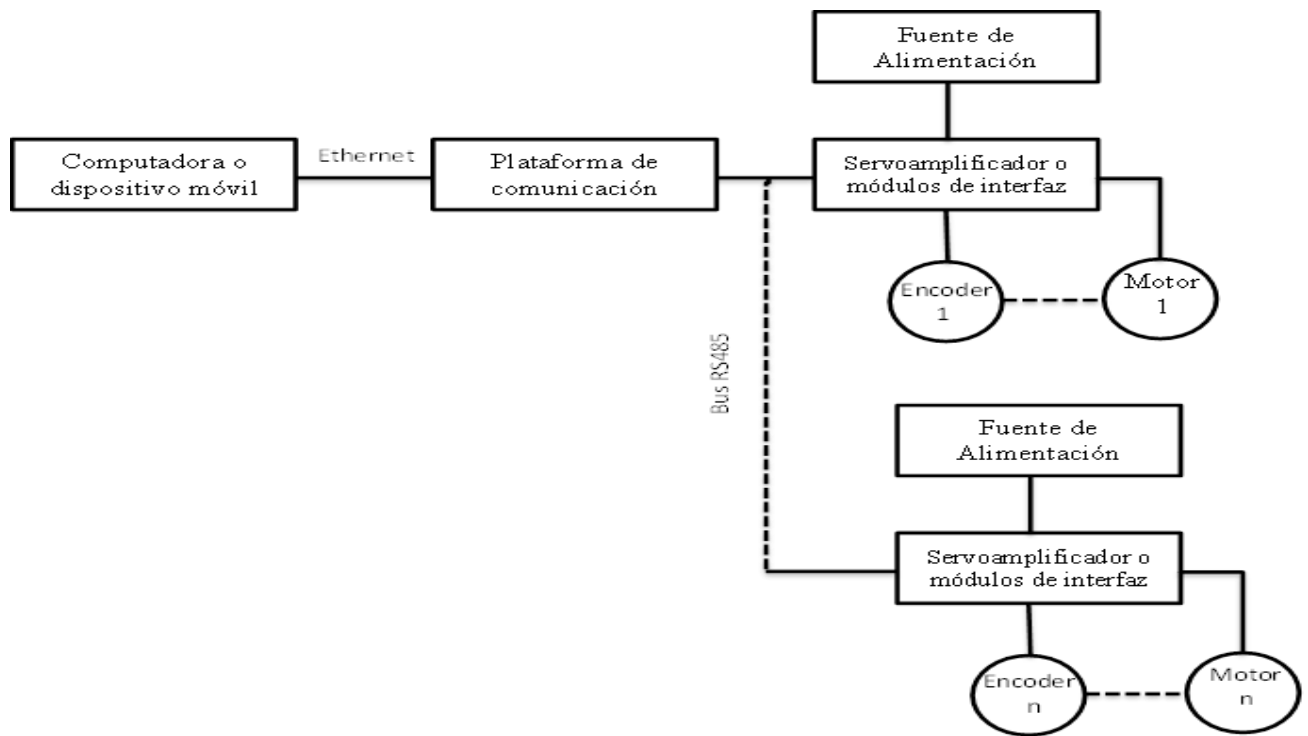 Fuente de
Alimentación
Computadora o
dispositivo móvil
Ethernet
Plataforma de
comunicación
Servoamplificador o
módulos de interfaz
Encoder
1
Motor
1
Bus RS485
Fuente de
Alimentación
Servoamplificador o
módulos de interfaz
Encoder
n
Motor
n